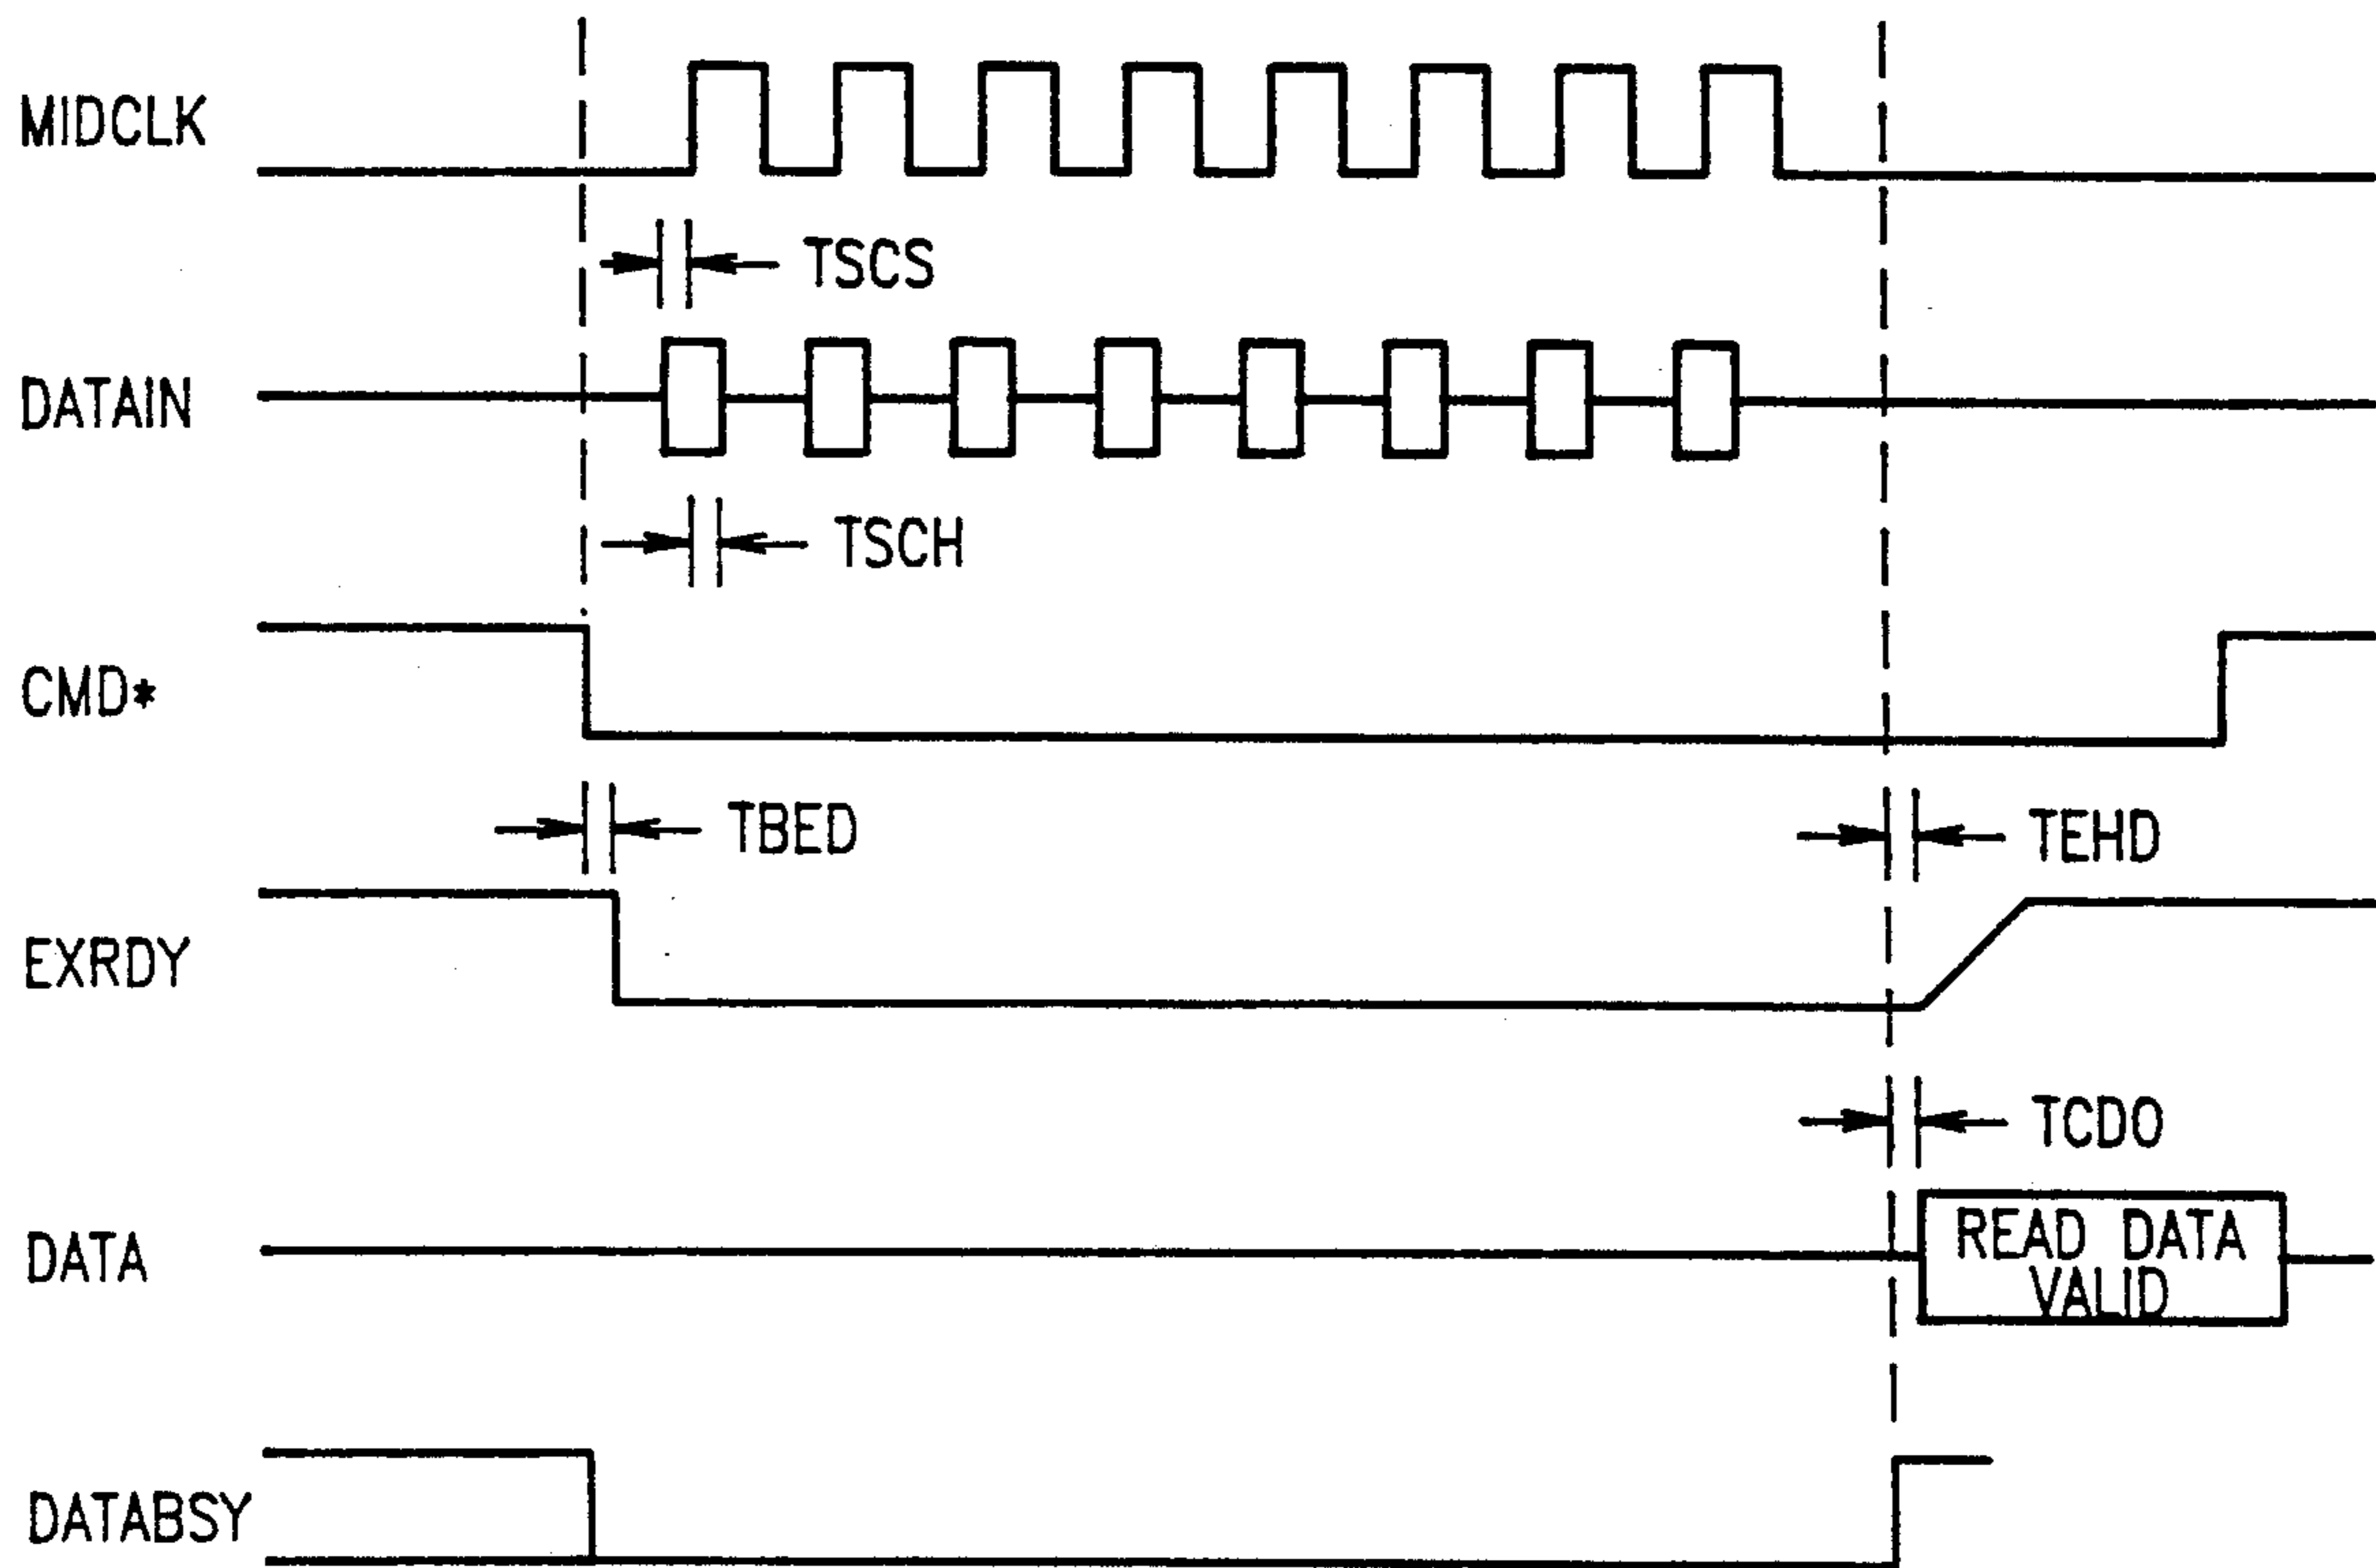 MIDCLK
TSCS
DATAIN
TSCH
CMD*
TBED
TEHD
EXRDY
TCDO
DATA
READ DATA
VALID
DATABSY